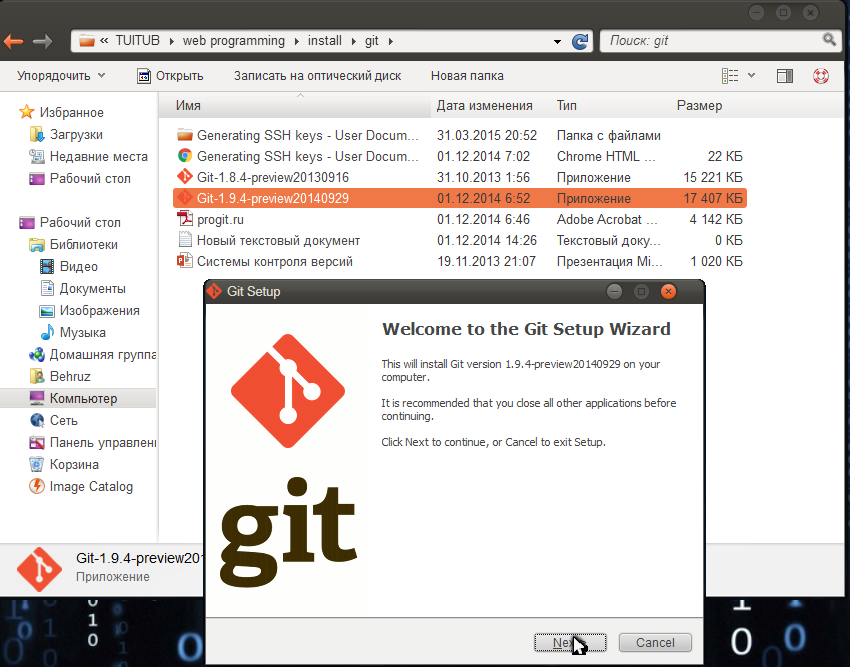 « TUITUB ▸ web programming ▸ install ▸ git ▸
Поиск: git
Упорядочить Открыть Записать на оптический диск Новая папка
Имя Дата изменения Тип Размер
Избранное
Загрузки
Недавние места
Рабочий стол
Рабочий стол
Библиотеки
Видео
Документы
Изображения
Музыка
Домашняя группа
Behruz
Компьютер
Сеть
Панель управлен
Корзина
Image Catalog
Generating SSH keys - User Docum... 31.03.2015 20:52 Папка с файлами
Generating SSH keys - User Docum... 01.12.2014 7:02 Chrome HTML ... 22 КБ
Git-1.8.4-preview20130916 31.10.2013 1:56 Приложение 15 221 КБ
Git-1.9.4-preview20140929 01.12.2014 6:52 Приложение 17 407 КБ
progit.ru 01.12.2014 6:46 Adobe Acrobat ... 4 142 КБ
Новый текстовый документ 01.12.2014 14:26 Текстовый доку... 0 КБ
Системы контроля версий 19.11.2013 21:07 Презентация Mi... 1 020 КБ
Git Setup
Welcome to the Git Setup Wizard
This will install Git version 1.9.4-preview20140929 on your
computer.
It is recommended that you close all other applications before
continuing.
Click Next to continue, or Cancel to exit Setup.
git
Git-1.9.4-preview201
Приложение
Next Cancel